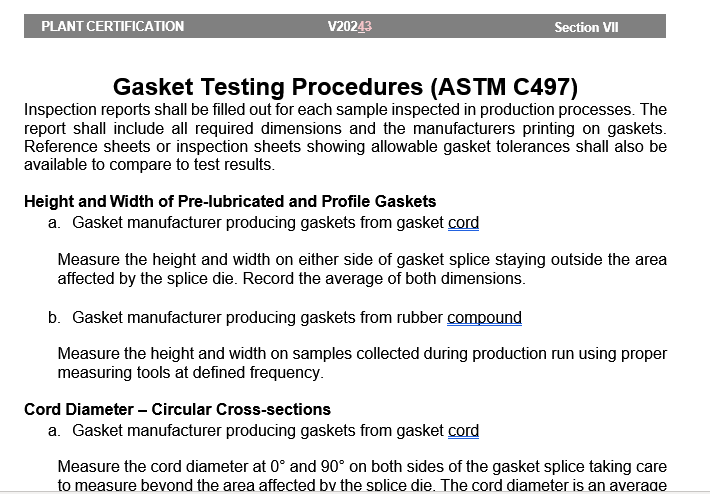 PLANT CERTIFICATION V20243 Section VII
Gasket Testing Procedures (ASTM C497)
Inspection reports shall be filled out for each sample inspected in production processes. The
report shall include all required dimensions and the manufacturers printing on gaskets.
Reference sheets or inspection sheets showing allowable gasket tolerances shall also be
available to compare to test results.
Height and Width of Pre-lubricated and Profile Gaskets
a. Gasket manufacturer producing gaskets from gasket cord
Measure the height and width on either side of gasket splice staying outside the area
affected by the splice die. Record the average of both dimensions.
b. Gasket manufacturer producing gaskets from rubber compound
Measure the height and width on samples collected during production run using proper
measuring tools at defined frequency.
Cord Diameter – Circular Cross-sections
a. Gasket manufacturer producing gaskets from gasket cord
Measure the cord diameter at 0° and 90° on both sides of the gasket splice taking care
to measure beyond the area affected by the splice die. The cord diameter is an average